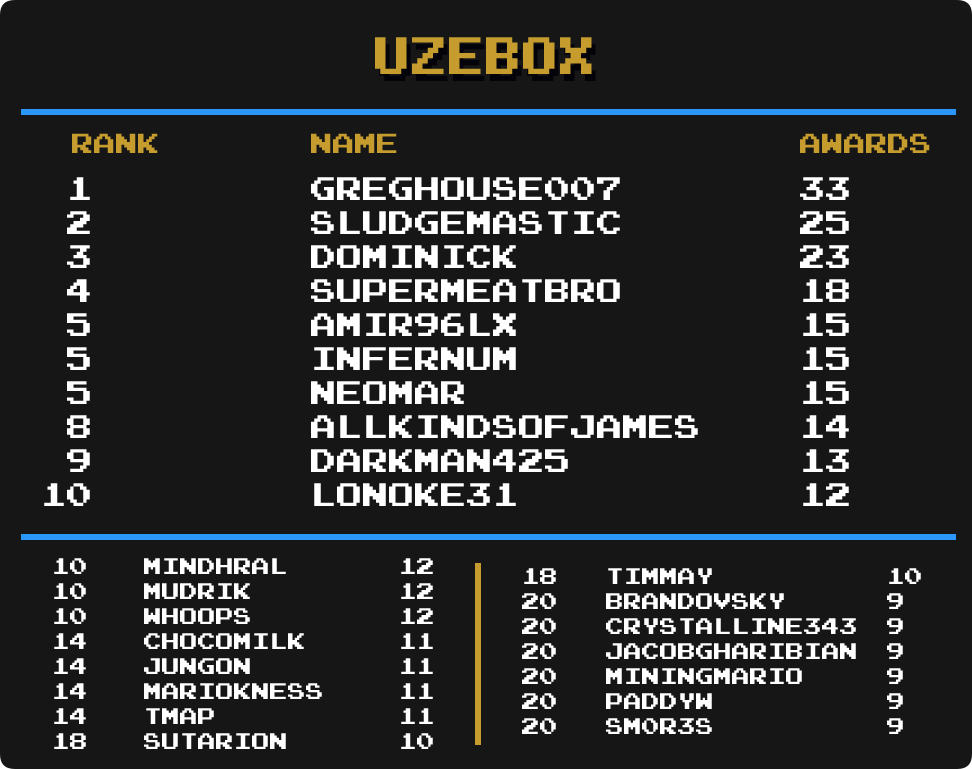 UZEBOX
RANK NAME AWARDS
1 GREGHOUSE007 33
2 SLUDGEMASTIC 25
3 DOMINICK 23
4 SUPERMEATBRO 18
5 AMIR96LX 15
5 INFERNUM 15
5 NEOMAR 15
8 ALLKINDSOFJAMES 14
9 DARKMAN425 13
10 LONOKE31 12
10 MINDHRAL 12
10 MUDRIK 12
10 WHOOPS 12
14 CHOCOMILK 11
14 JUNGON 11
14 MARIOKNESS 11
14 TMAP 11
18 SUTARION 10
18 TIMMAY 10
20 BRANDOVSKY 9
20 CRYSTALLINE343 9
20 JACOBGHARIBIAN 9
20 MININGMARIO 9
20 PADDYW 9
20 SM0R3S 9